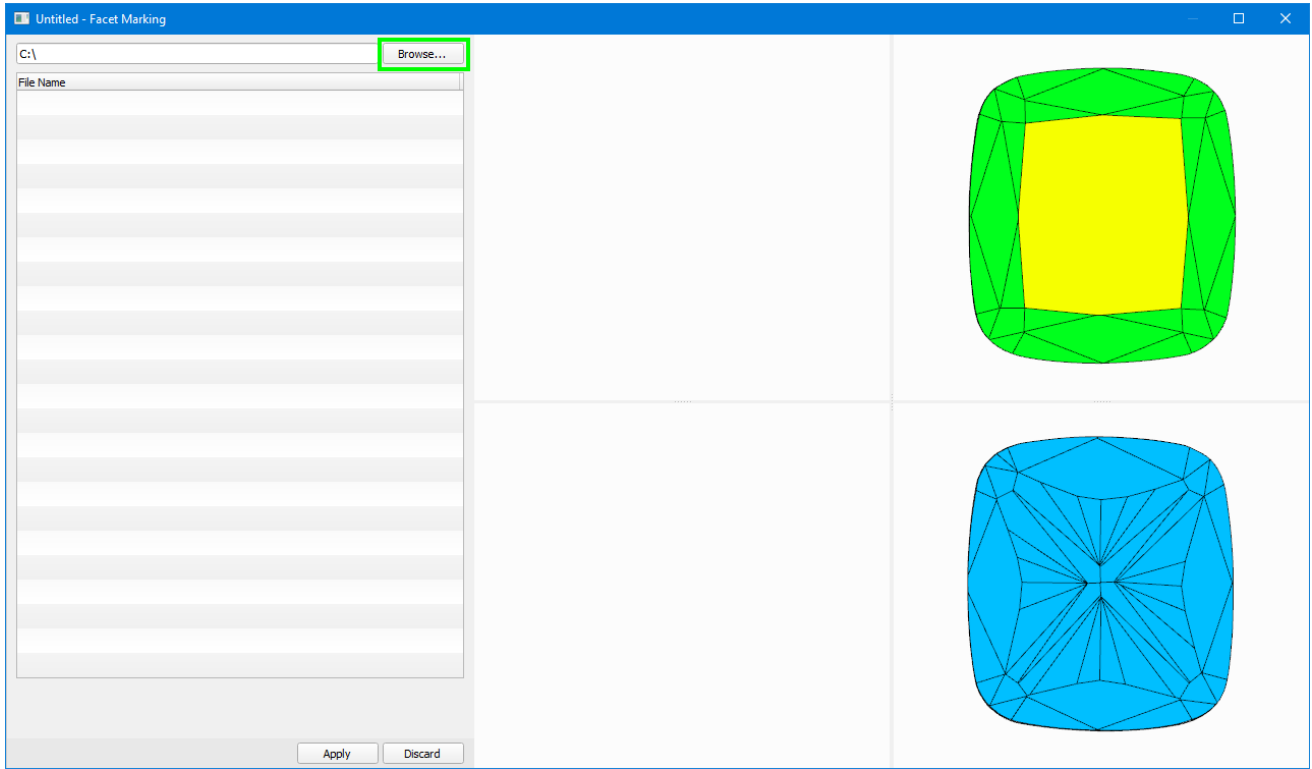 Untitled - Facet Marking
C:\
Browse...
File Name
Apply
Discard